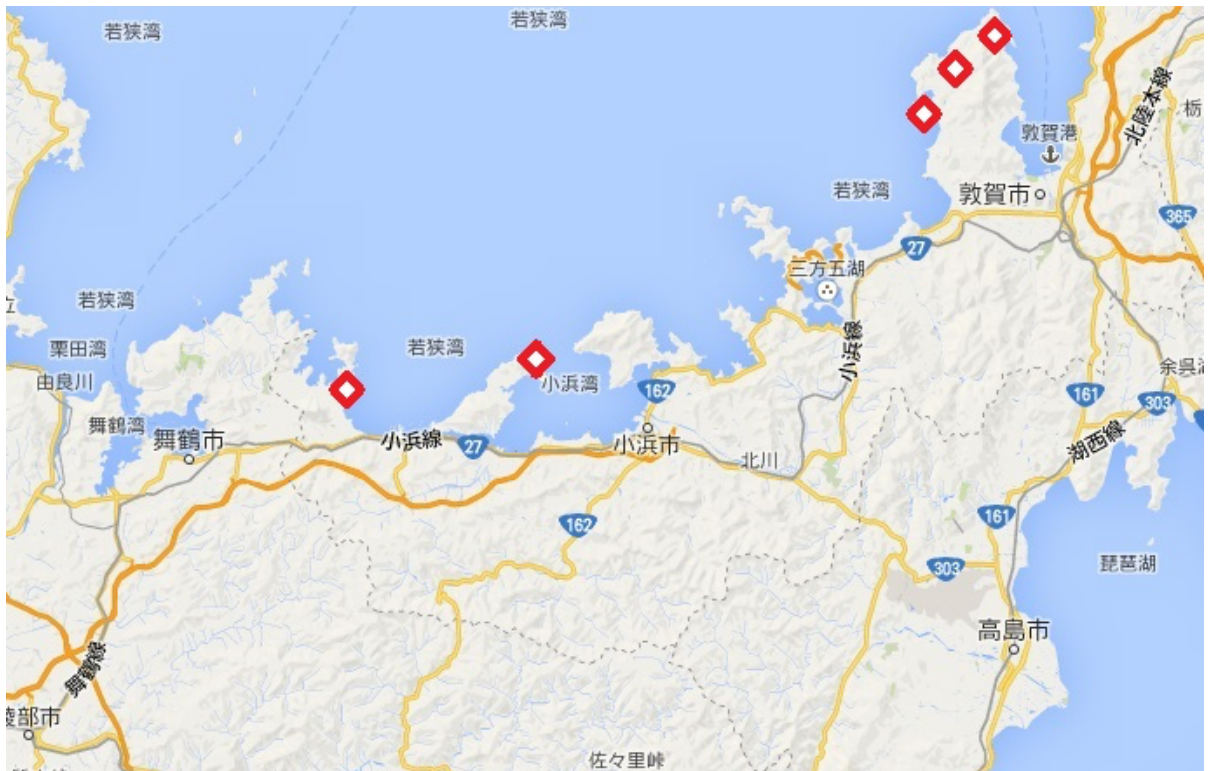 若狭湾
若狭湾
北陸本線
栃
敦賀港
若狭湾
敦賀市
365
27
三方五湖
立
若狭湾
栗田湾
若狭湾
小浜線
由良川
小浜湾
162
161
余呉湖
303
舞鶴湾
舞鶴市
小浜線
27
小浜市
北川
湖西線
162
161
303
琵琶湖
高島市
舞鶴線
綾部市
佐々里峠